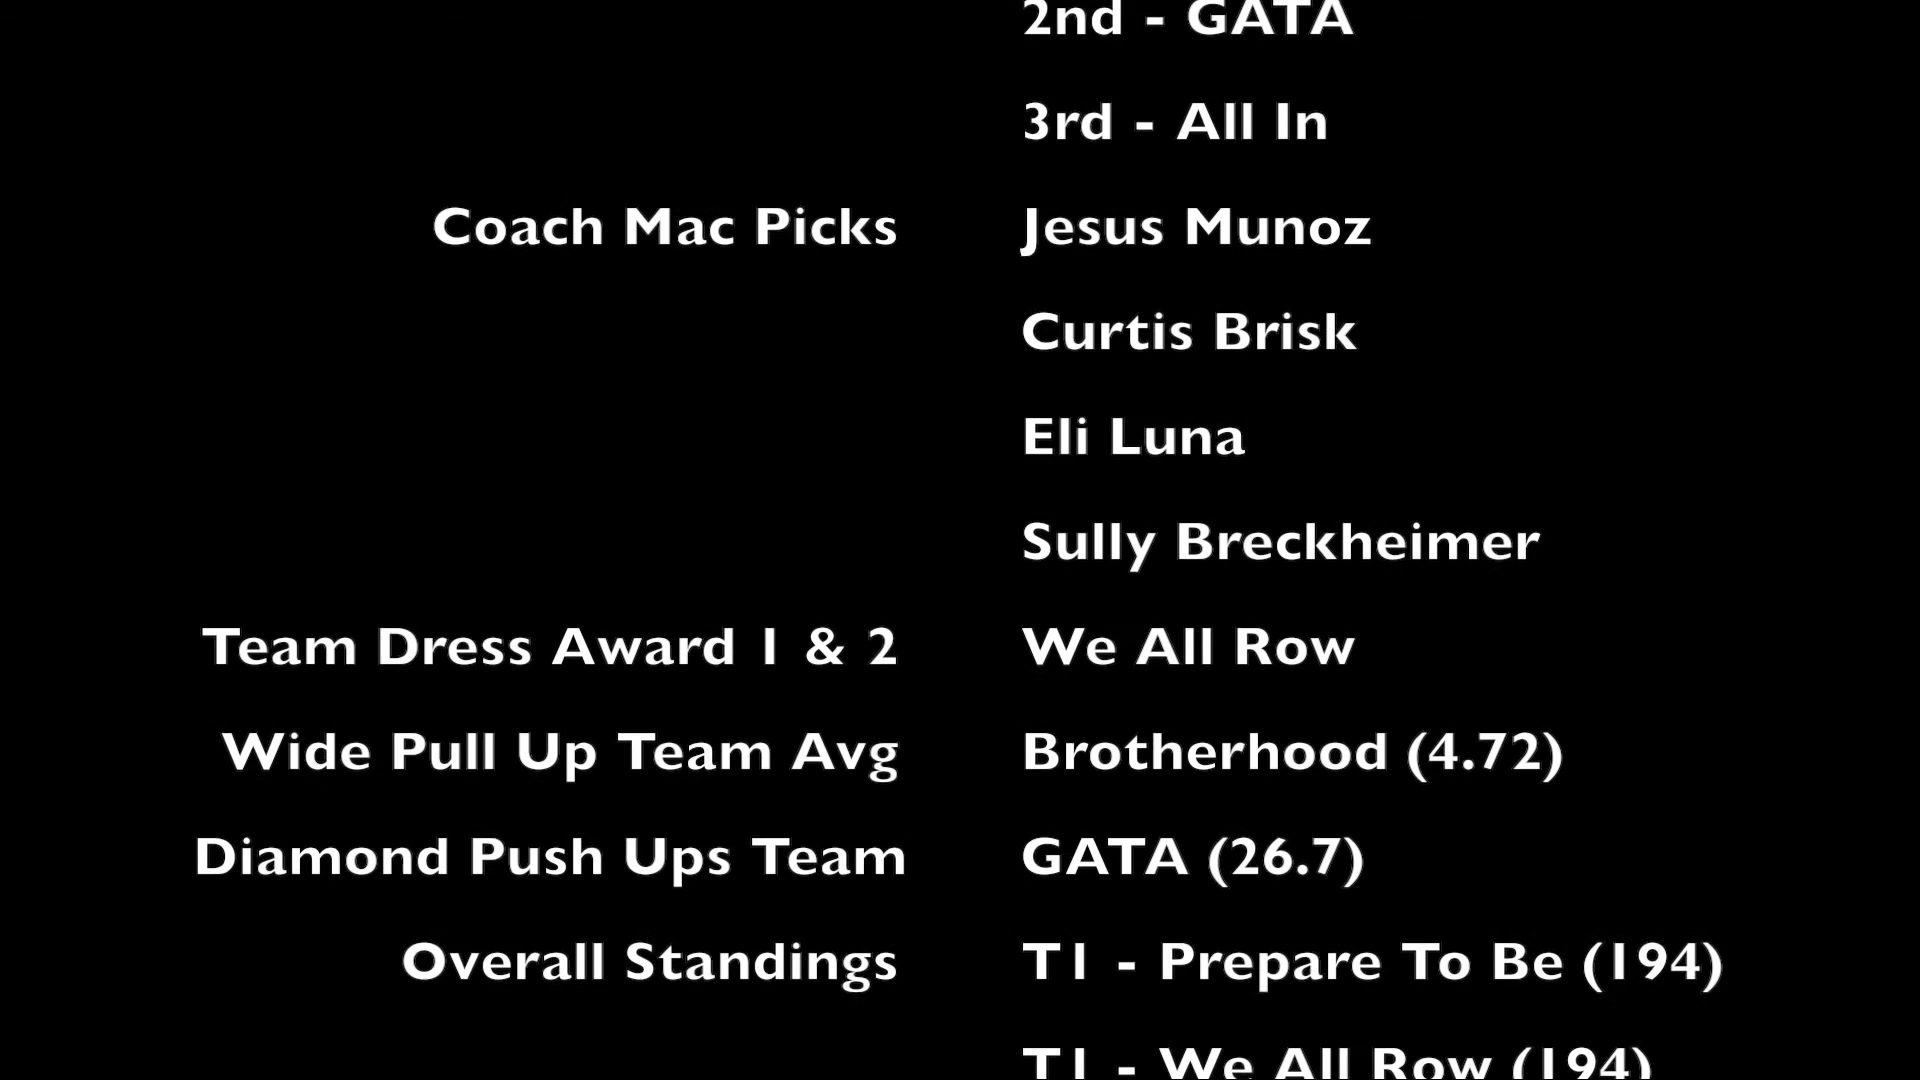 2nd - GATA
3rd - All In
Coach Mac Picks Jesus Munoz
Curtis Brisk
Eli Luna
Sully Breckheimer
Team Dress Award 1 & 2 We All Row
Wide Pull Up Team Avg Brotherhood (4.72)
Diamond Push Ups Team GATA (26.7)
Overall Standings T1 - Prepare To Be (194)
T1 - We All Row (194)